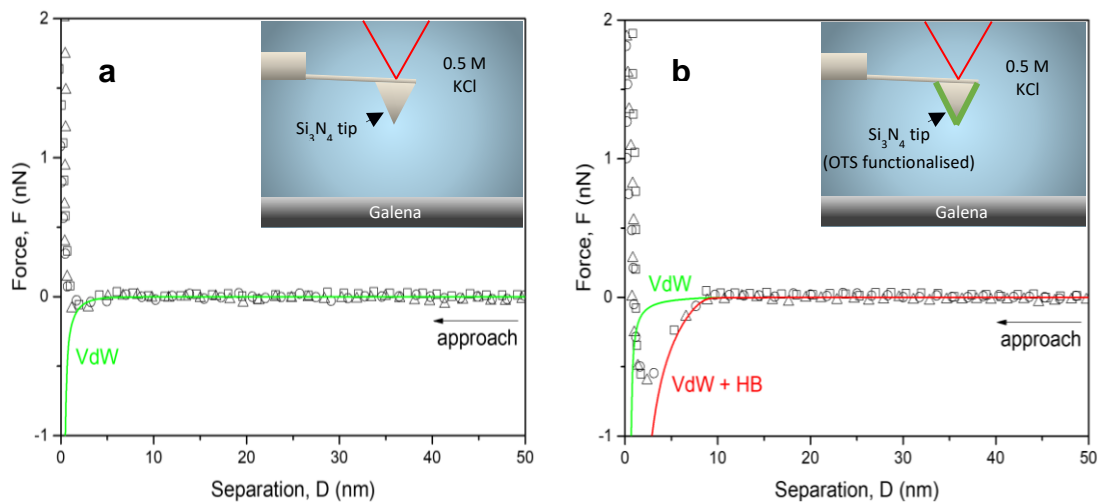 a
0.5 M
KCl
Si3N4 tip
Galena
VdW
approach
Force, F (nN)
2
1
0
-1
0
10
20
30
40
50
Separation, D (nm)
b
0.5 M
KCl
Si3N4 tip
(OTS functionalised)
Galena
VdW
VdW + HB
approach
Force, F (nN)
2
1
0
-1
0
10
20
30
40
50
Separation, D (nm)